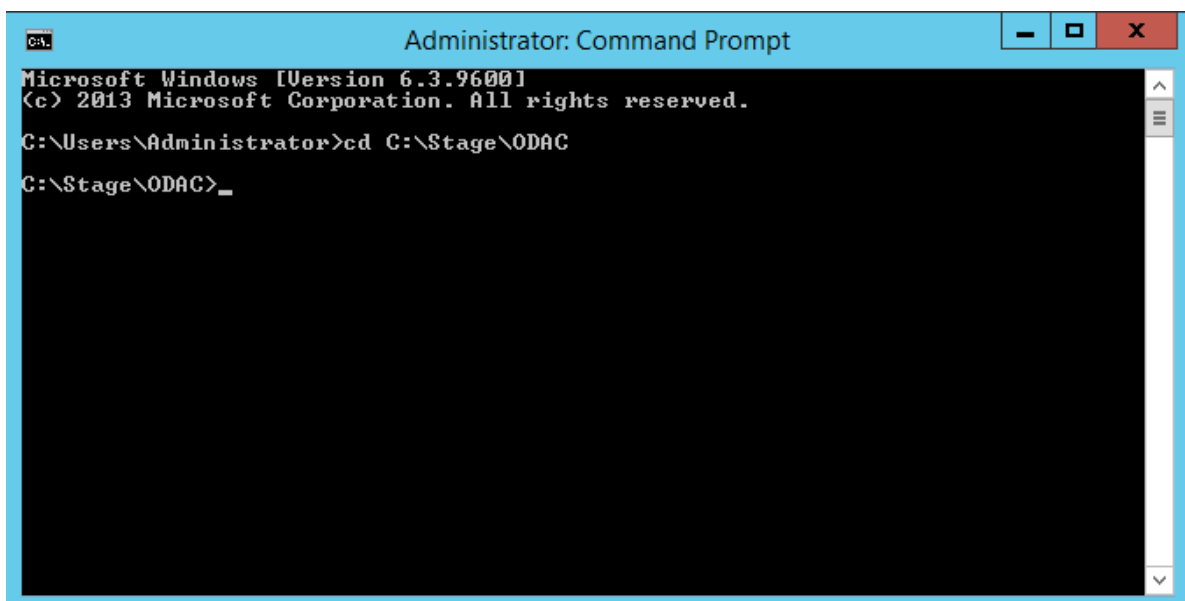 C:\.
Administrator: Command Prompt
Microsoft Windows [Version 6.3.9600]
(c) 2013 Microsoft Corporation. All rights reserved.
C:\Users\Administrator>cd C:\Stage\ODAC
C:\Stage\ODAC>_